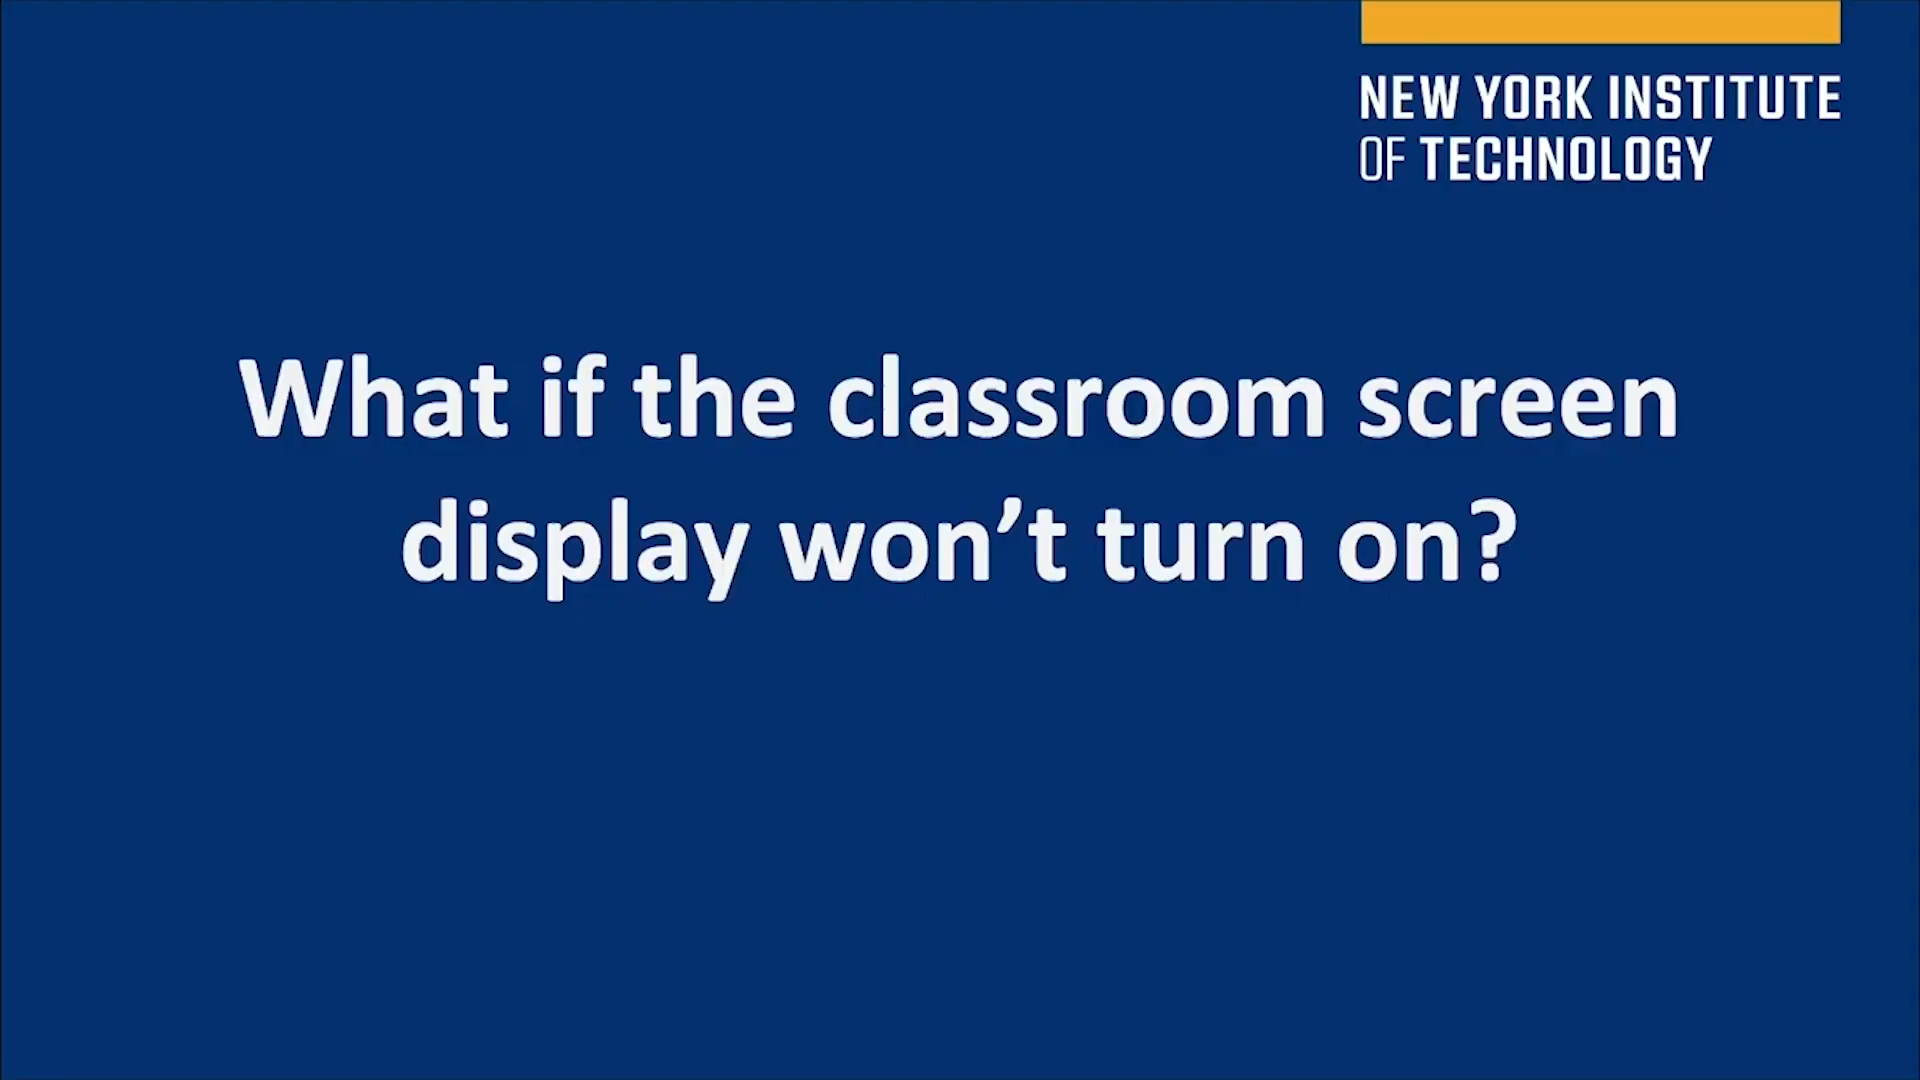 NEW YORK INSTITUTE
OF TECHNOLOGY
What if the classroom screen
display won’t turn on?